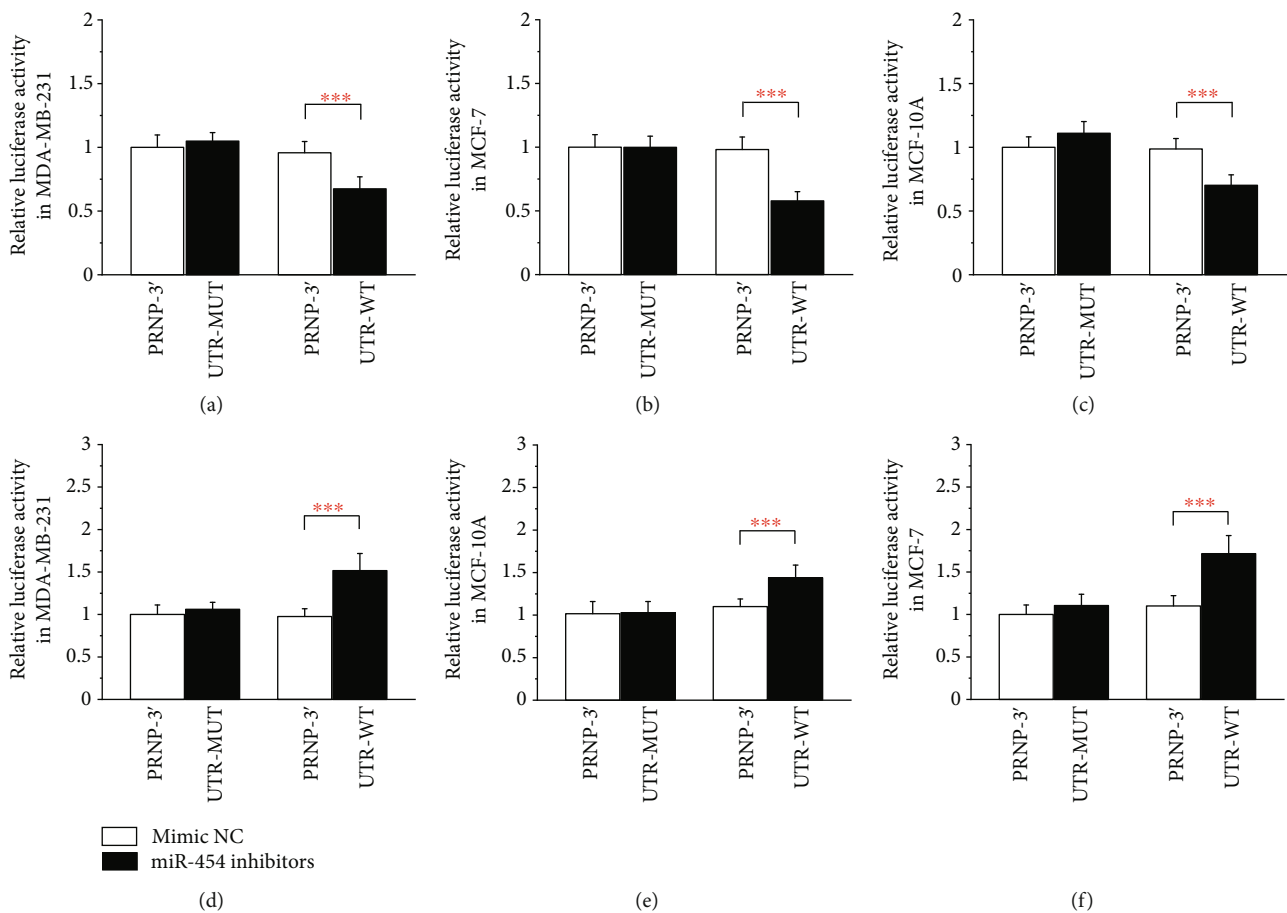 2
1.5
1
0.5
0
Relative luciferase activity
in MDA-MB-231
***
PRNP-3′
UTR-MUT
PRNP-3′
UTR-WT
(a)
2
1.5
1
0.5
0
Relative luciferase activity
in MCF-7
***
PRNP-3′
UTR-MUT
PRNP-3′
UTR-WT
(b)
2
1.5
1
0.5
0
Relative luciferase activity
in MCF-10A
***
PRNP-3′
UTR-MUT
PRNP-3′
UTR-WT
(c)
3
2.5
2
1.5
1
0.5
0
Relative luciferase activity
in MDA-MB-231
***
PRNP-3′
UTR-MUT
PRNP-3′
UTR-WT
Mimic NC
miR-454 inhibitors
(d)
3
2.5
2
1.5
1
0.5
0
Relative luciferase activity
in MCF-10A
***
PRNP-3′
UTR-MUT
PRNP-3′
UTR-WT
(e)
3
2.5
2
1.5
1
0.5
0
Relative luciferase activity
in MCF-7
***
PRNP-3′
UTR-MUT
PRNP-3′
UTR-WT
(f)